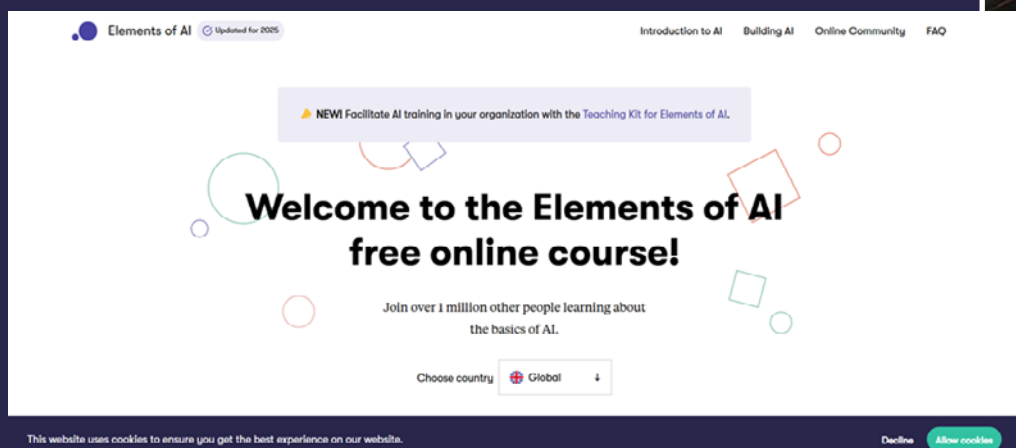 Elements of AI Updated for 2025 Introduction to AI Building AI Online Community FAQ
NEW! Facilitate AI training in your organization with the Teaching Kit for Elements of AI.
Welcome to the Elements of AI
free online course!
Join over 1 million other people learning about
the basics of AI.
Choose country Global ↓
This website uses cookies to ensure you get the best experience on our website. Decline Allow cookies